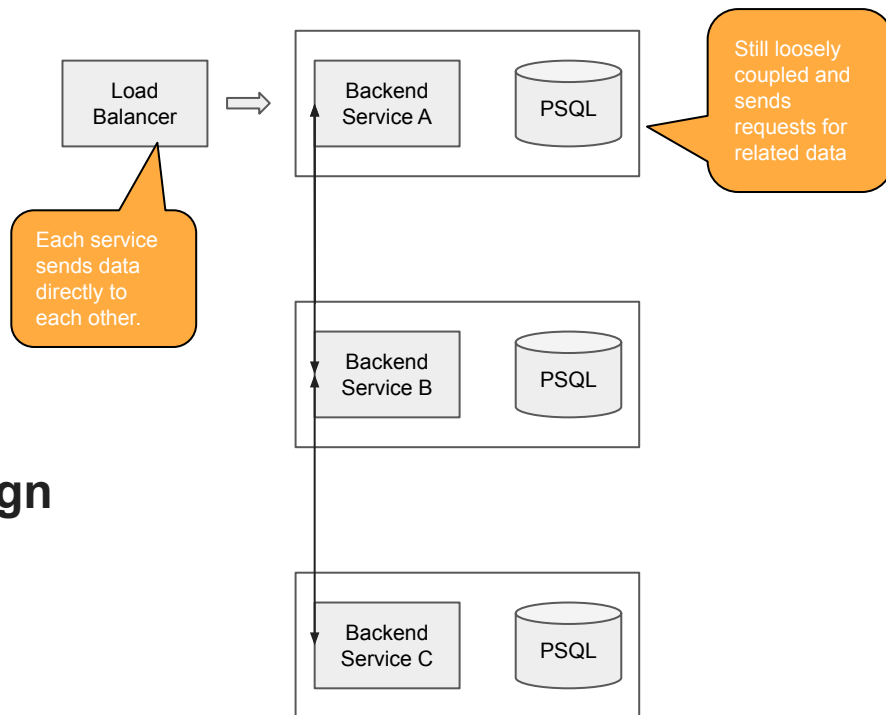 Load
Balancer
Backend
Service A
PSQL
Still loosely
coupled and
sends
requests for
related data
Each service
sends data
directly to
each other.
Backend
Service B
PSQL
gn
Backend
Service C
PSQL